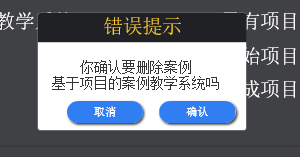 教学系
有项目
错误提示
始项目
你确认要删除案例
基于项目的案例教学系统吗
成项目
取消
确认